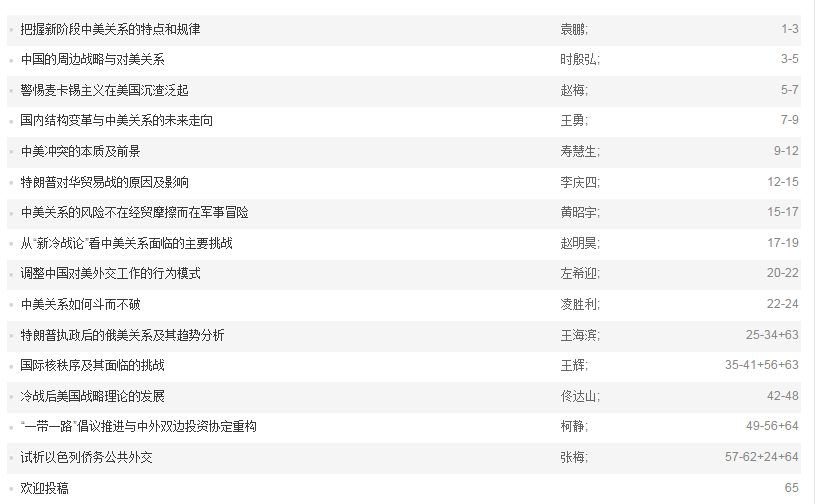 把握新阶段中美关系的特点和规律 袁鹏; 1-3
中国的周边战略与对美关系 时殷弘; 3-5
警惕麦卡锡主义在美国沉渣泛起 赵梅; 5-7
国内结构变革与中美关系的未来走向 王勇; 7-9
中美冲突的本质及前景 寿慧生; 9-12
特朗普对华贸易战的原因及影响 李庆四; 12-15
中美关系的风险不在经贸摩擦而在军事冒险 黄昭宇; 15-17
从“新冷战论”看中美关系面临的主要挑战 赵明昊; 17-19
调整中国对美外交工作的行为模式 左希迎; 20-22
中美关系如何斗而不破 凌胜利; 22-24
特朗普执政后的俄美关系及其趋势分析 王海滨; 25-34+63
国际核秩序及其面临的挑战 王辉; 35-41+56+63
冷战后美国战略理论的发展 佟达山; 42-48
“一带一路”倡议推进与中外双边投资协定重构 柯静; 49-56+64
试析以色列侨务公共外交 张梅; 57-62+24+64
欢迎投稿 65